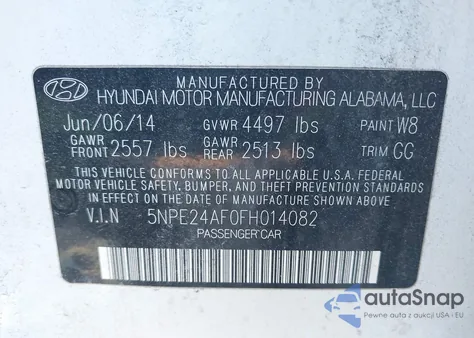 MANUFACTURED BY
HYUNDAI MOTOR MANUFACTURING ALABAMA, LLC
Jun/06/14 GVWR 4497 lbs PAINT W8
GAWR FRONT 2557 lbs GAWR REAR 2513 lbs TRIM GG
THIS VEHICLE CONFORMS TO ALL APPLICABLE U.S.A. FEDERAL
MOTOR VEHICLE SAFETY, BUMPER, AND THEFT PREVENTION STANDARDS
IN EFFECT ON THE DATE OF MANUFACTURE SHOWN ABOVE.
V.I.N 5NPE24AF0FH014082
PASSENGER CAR
autoSnap
Pewne auta z USA i EU